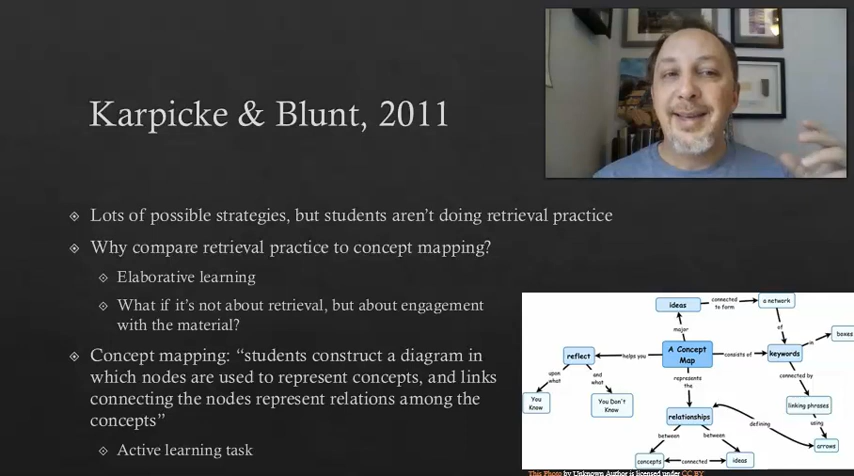 Karpicke & Blunt, 2011
Lots of possible strategies, but students aren't doing retrieval practice
Why compare retrieval practice to concept mapping?
Elaborative learning
What if it's not about retrieval, but about engagement
with the material?
Concept mapping: “students construct a diagram in
which nodes are used to represent concepts, and links
connecting the nodes represent relations among the
concepts”
Active learning task
ideas
connected
to form
a network
major
of
boxes
in
reflect
helps you
A Concept
Map
consists of
keywords
upon
what
and
what
represents
the
connected by
You
Know
You Don't
Know
linking phrases
relationships
defining
using
between
between
arrows
concepts
connected
ideas
This Photo by Unknown Author is licensed under CC BY